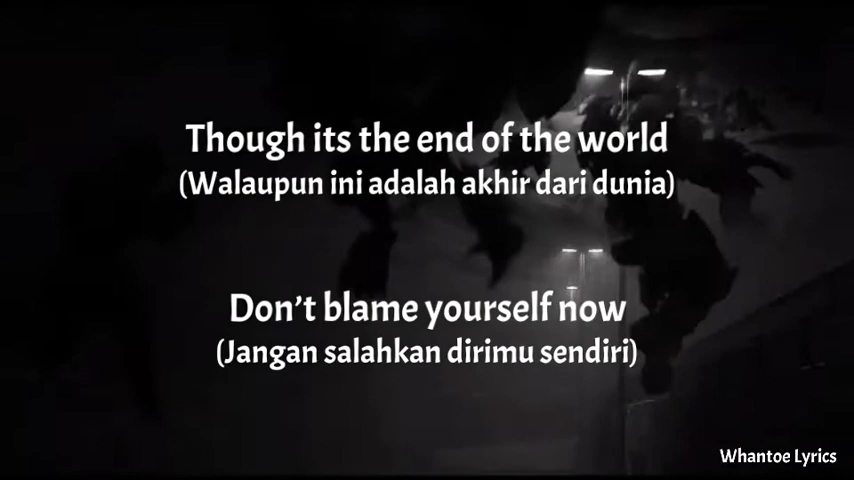 Though its the end of the world
(Walaupun ini adalah akhir dari dunia)
Don't blame yourself now
(Jangan salahkan dirimu sendiri)
Whantoe Lyrics